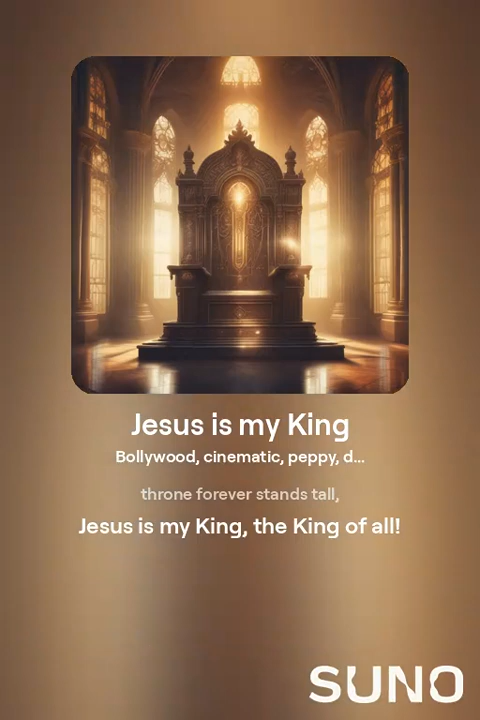 Jesus is my King
Bollywood, cinematic, peppy, d...
throne forever stands tall,
Jesus is my King, the King of all!
SUNO